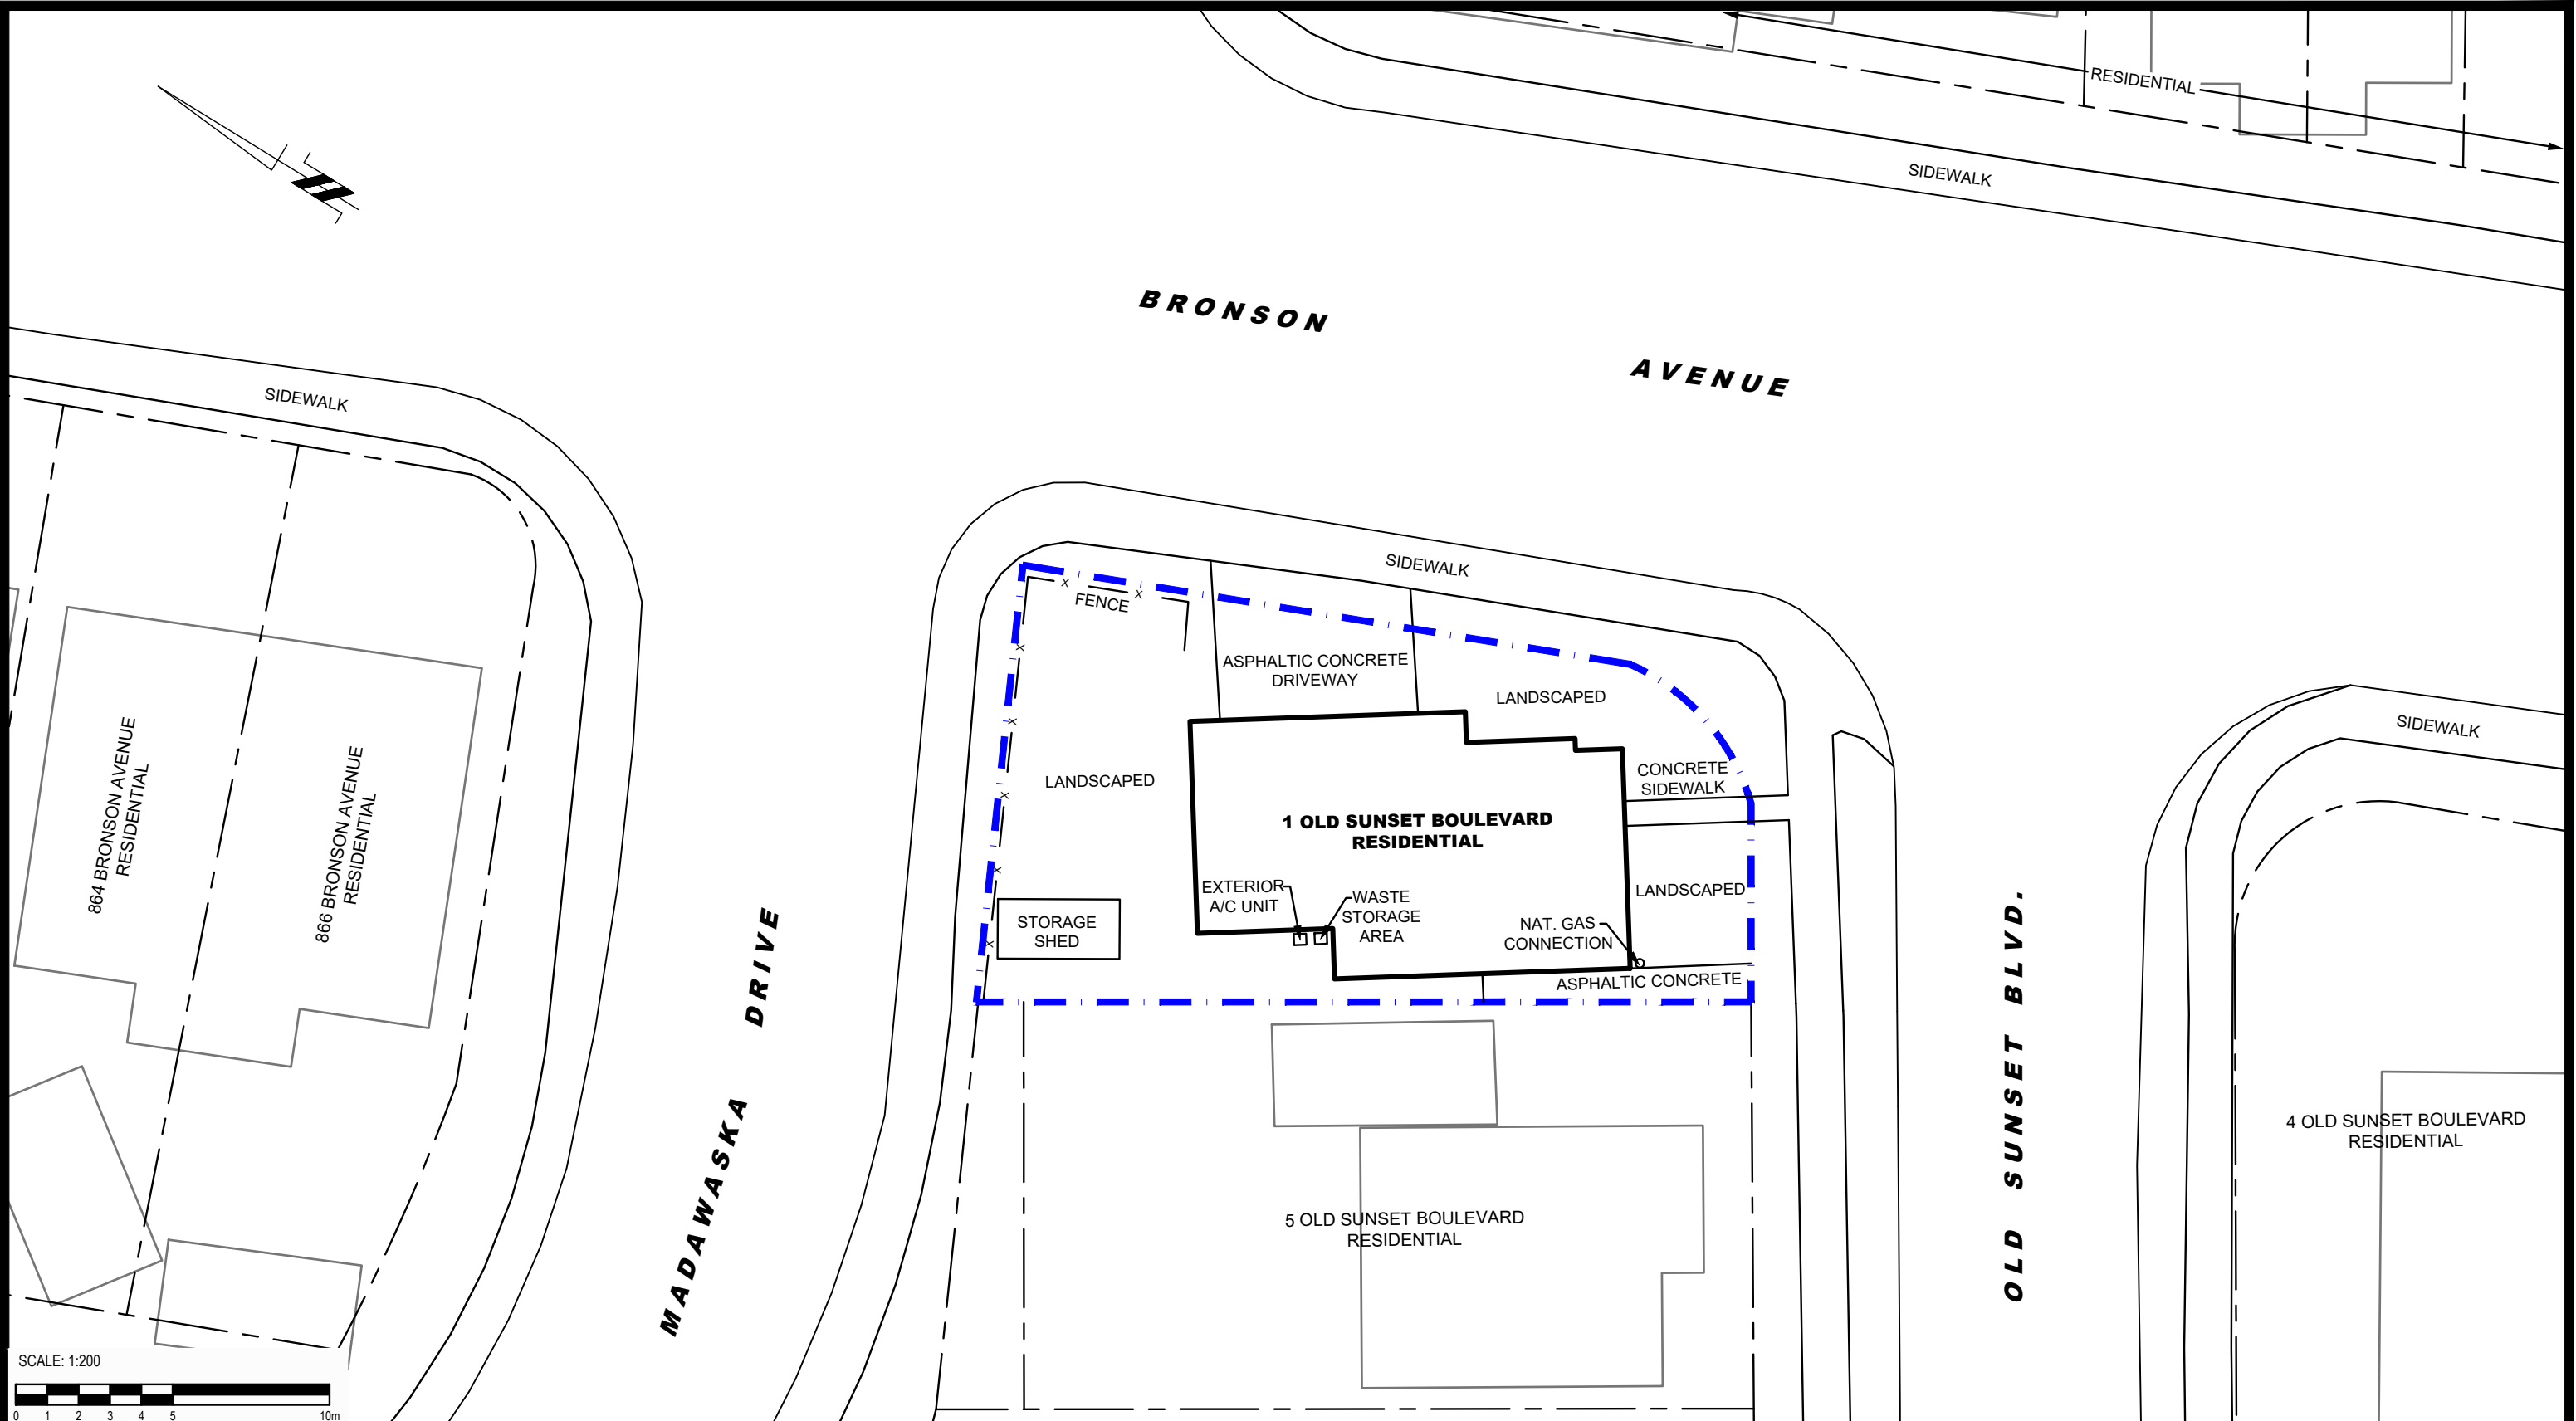 RESIDENTIAL
SIDEWALK
BRONSON
AVENUE
SIDEWALK
SIDEWALK
FENCE
ASPHALTIC CONCRETE
DRIVEWAY
LANDSCAPED
SIDEWALK
864 BRONSON AVENUE
RESIDENTIAL
866 BRONSON AVENUE
RESIDENTIAL
LANDSCAPED
CONCRETE
SIDEWALK
1 OLD SUNSET BOULEVARD
RESIDENTIAL
EXTERIOR
A/C UNIT
WASTE
STORAGE
AREA
LANDSCAPED
STORAGE
SHED
NAT. GAS
CONNECTION
ASPHALTIC CONCRETE
MADAWASKA DRIVE
OLD SUNSET BLVD.
4 OLD SUNSET BOULEVARD
RESIDENTIAL
5 OLD SUNSET BOULEVARD
RESIDENTIAL
SCALE: 1:200
0 1 2 3 4 5 10m